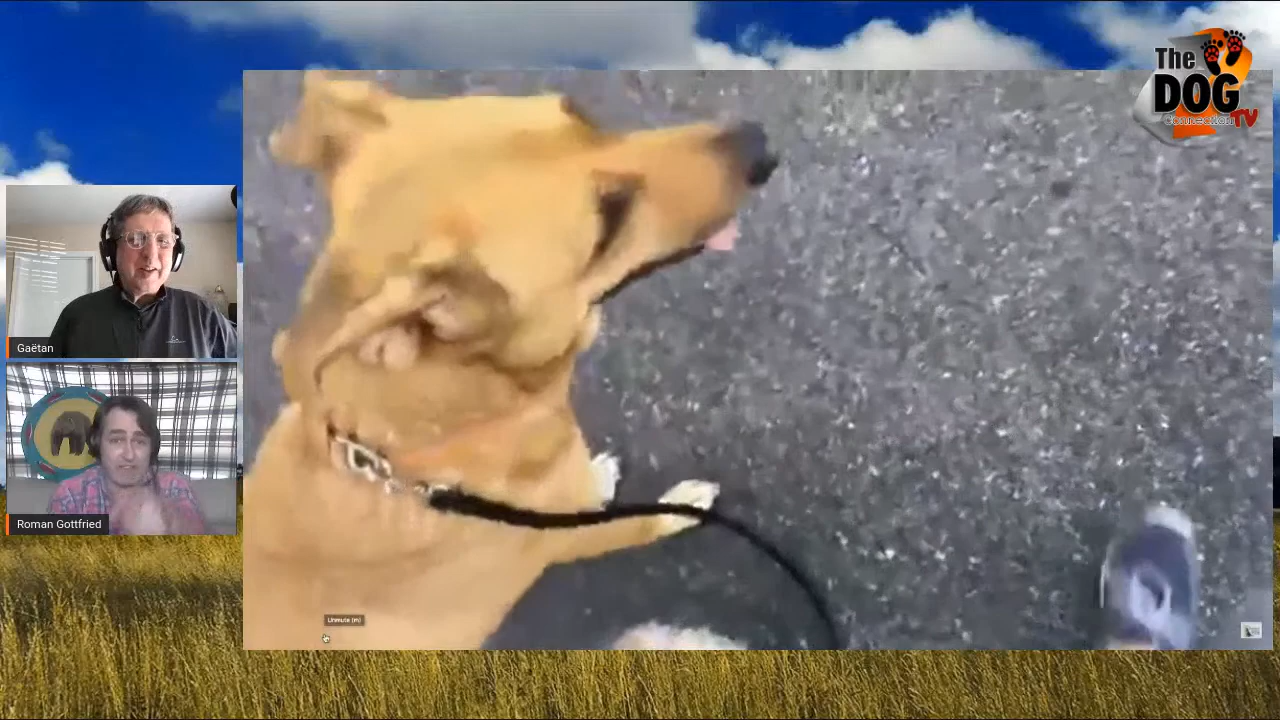 The
DOG
Connection TV
Gaëtan
Roman Gottfried
Unmute (m)